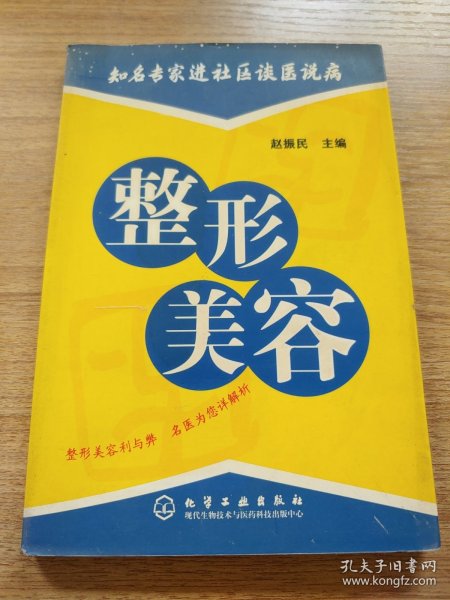 知名专家进社区谈医说病
赵振民 主编
整形
美容
整形美容利与弊 名医为您详解析
化学工业出版社
现代生物技术与医药科技出版中心
孔夫子旧书网
www.kongfz.com